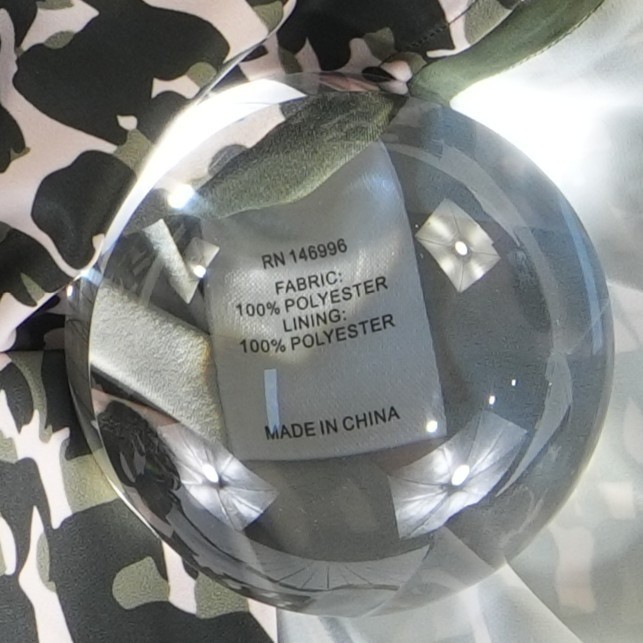 RN 146996
FABRIC:
100% POLYESTER
LINING:
100% POLYESTER
MADE IN CHINA